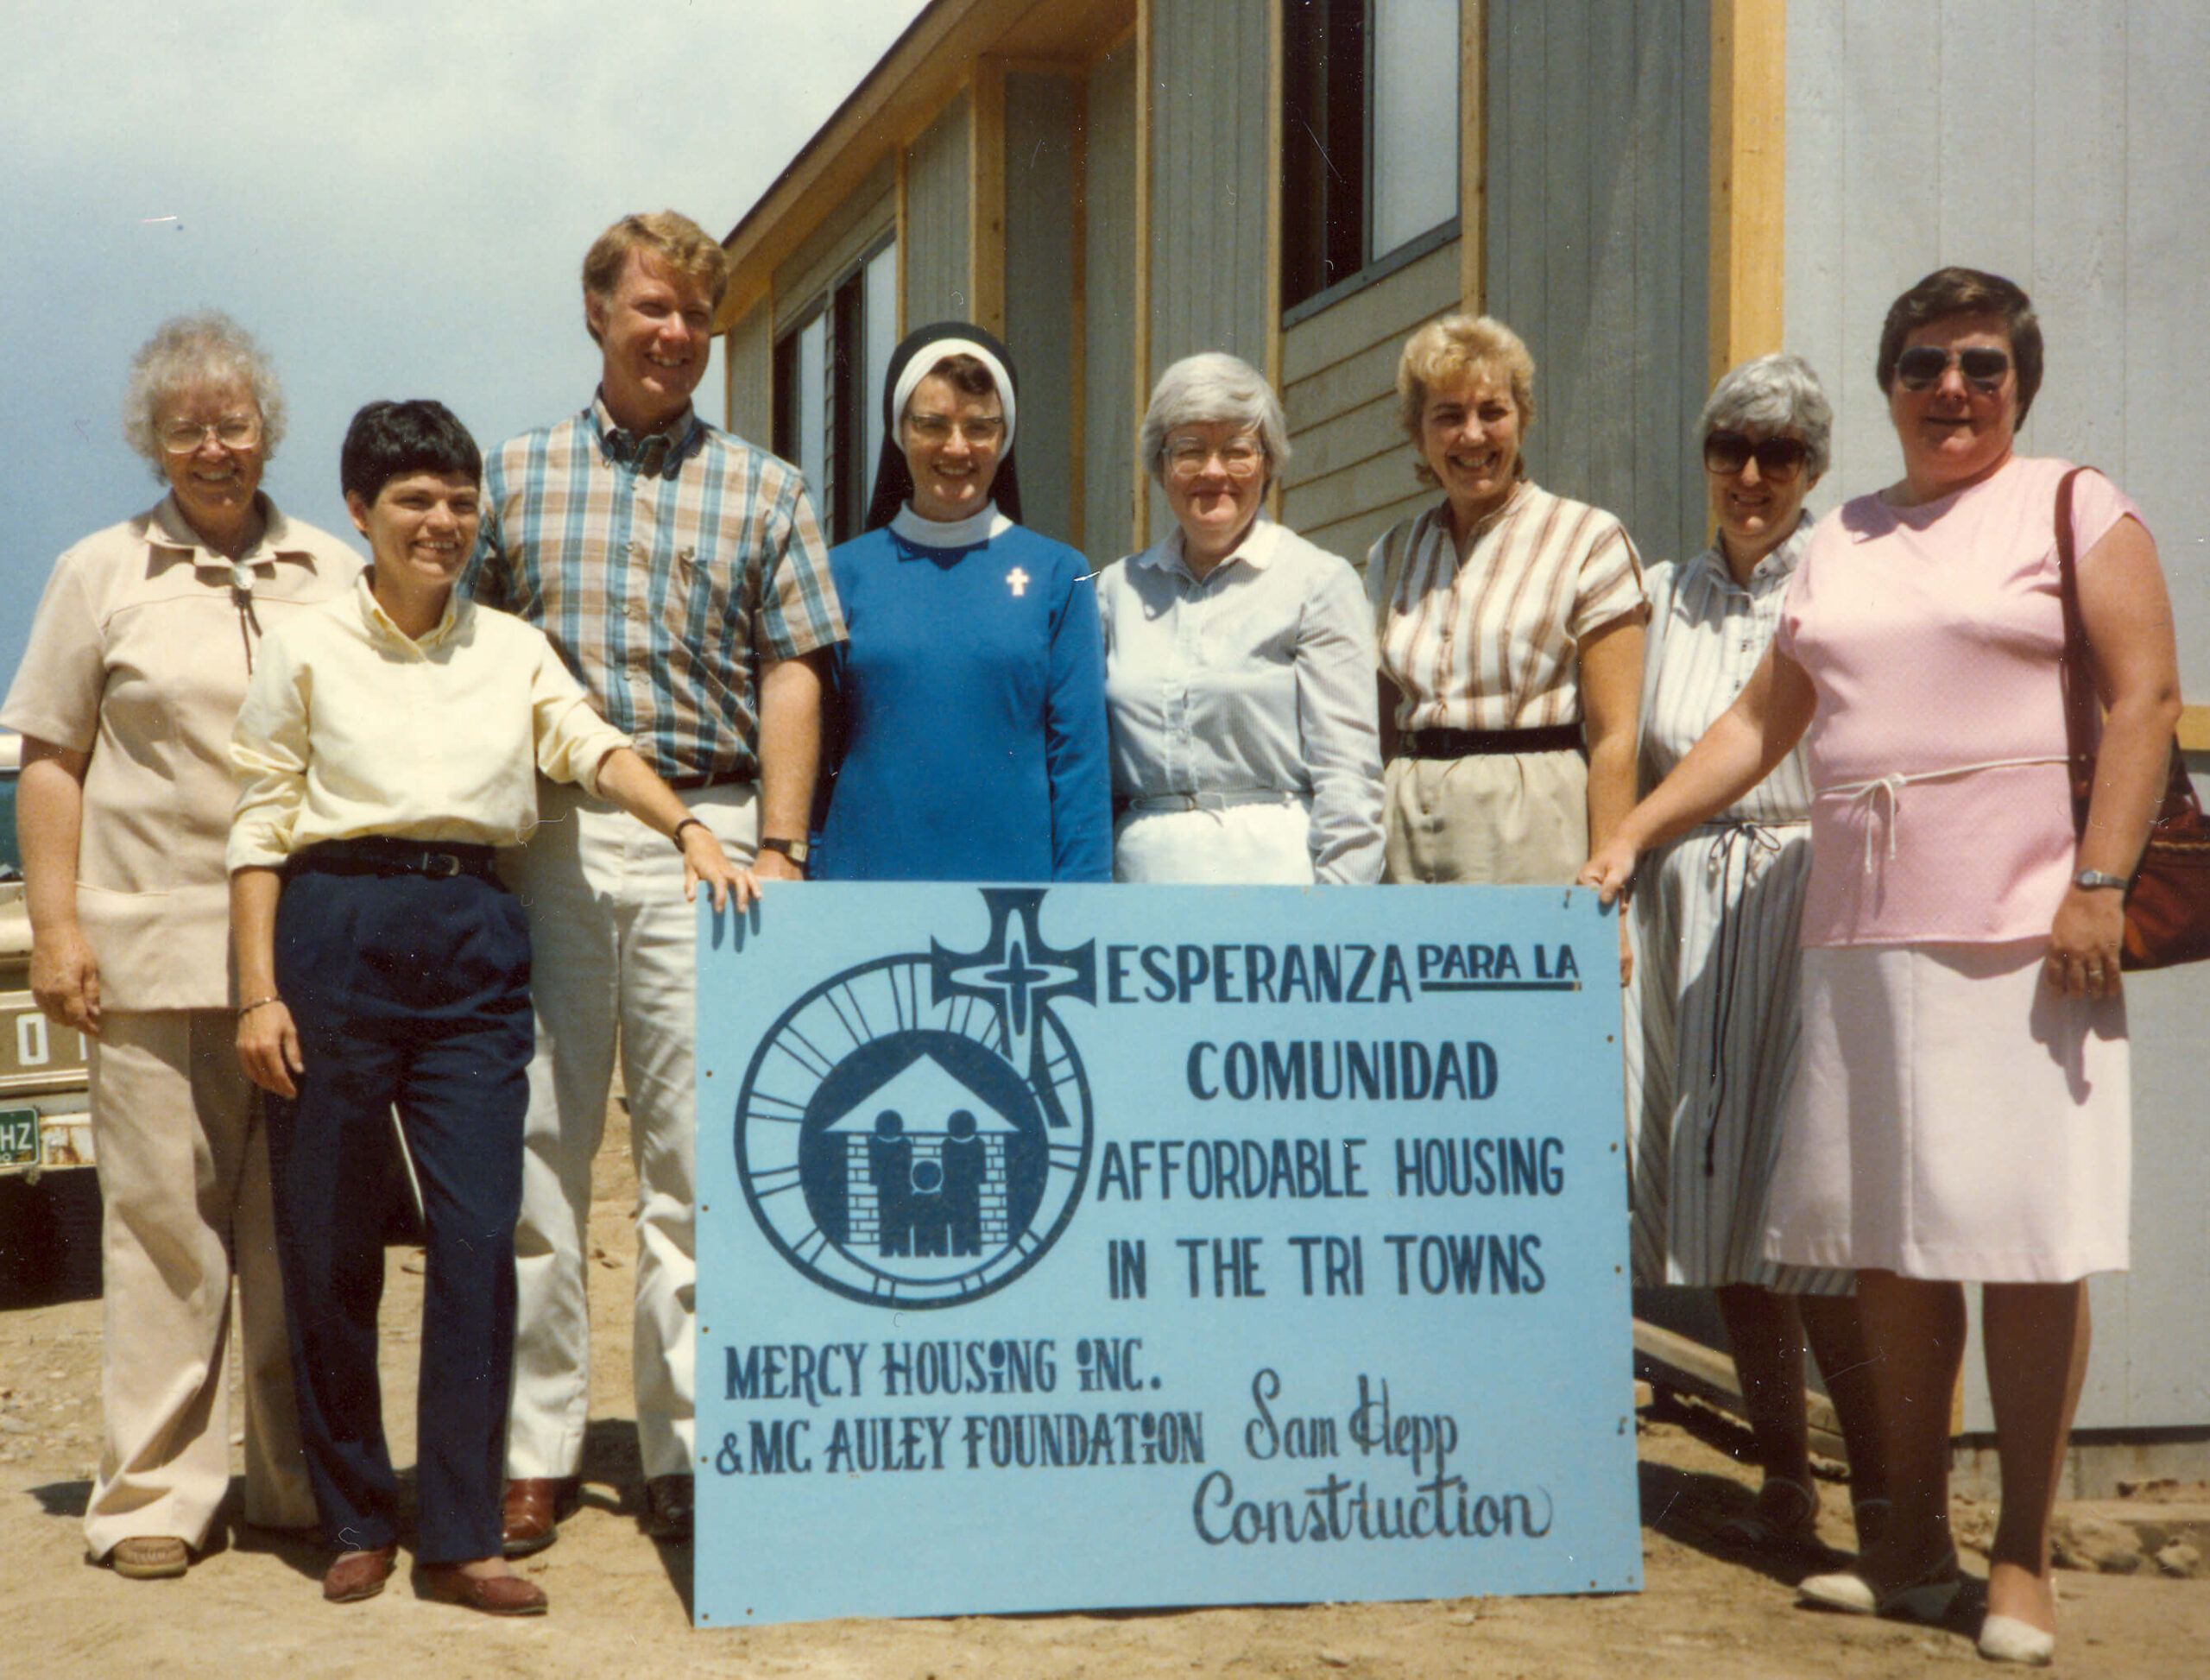 ESPERANZA PARA LA
COMUNIDAD
AFFORDABLE HOUSING
IN THE TRI TOWNS
MERCY HOUSING INC.
& MC AULEY FOUNDATION
Sam Hepp
Construction
HZ